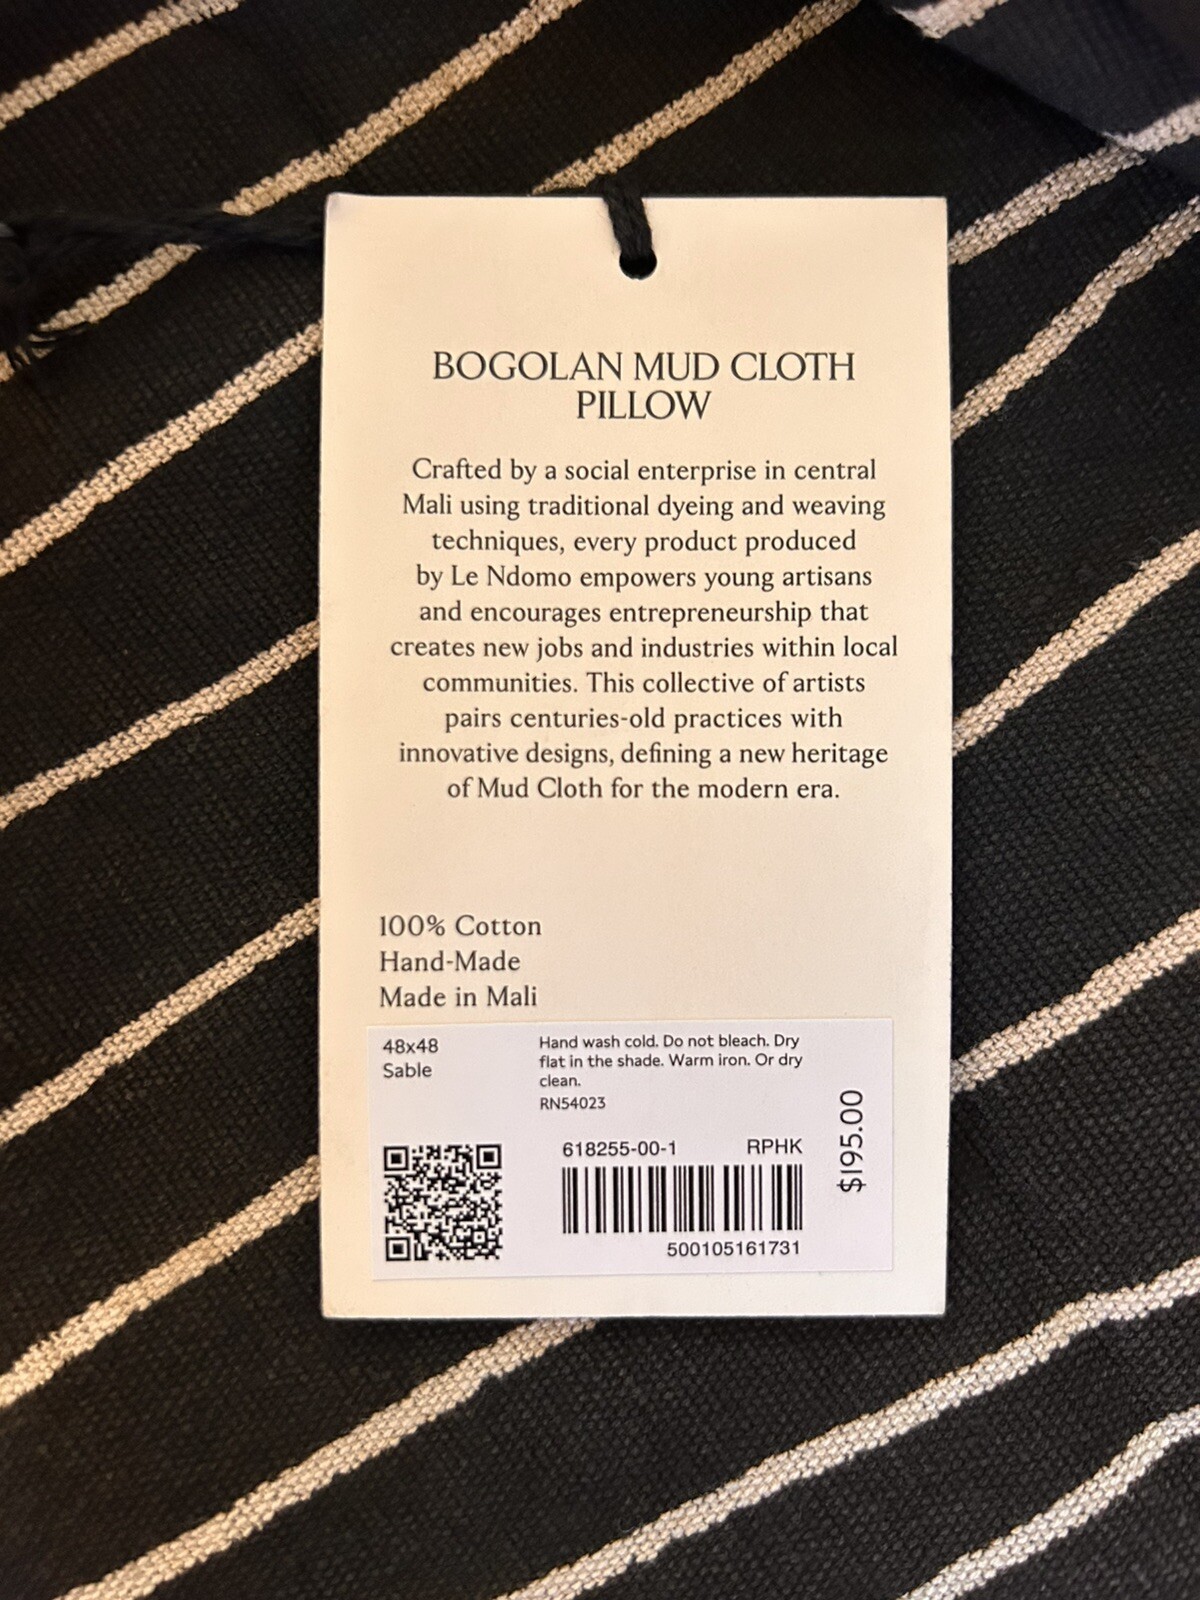 BOGOLAN MUD CLOTH
PILLOW
Crafted by a social enterprise in central
Mali using traditional dyeing and weaving
techniques, every product produced
by Le Ndomo empowers young artisans
and encourages entrepreneurship that
creates new jobs and industries within local
communities. This collective of artists
pairs centuries-old practices with
innovative designs, defining a new heritage
of Mud Cloth for the modern era.
100% Cotton
Hand-Made
Made in Mali
48x48
Sable
Hand wash cold. Do not bleach. Dry
flat in the shade. Warm iron. Or dry
clean.
RN54023
618255-00-1 RPHK
500105161731
$195.00